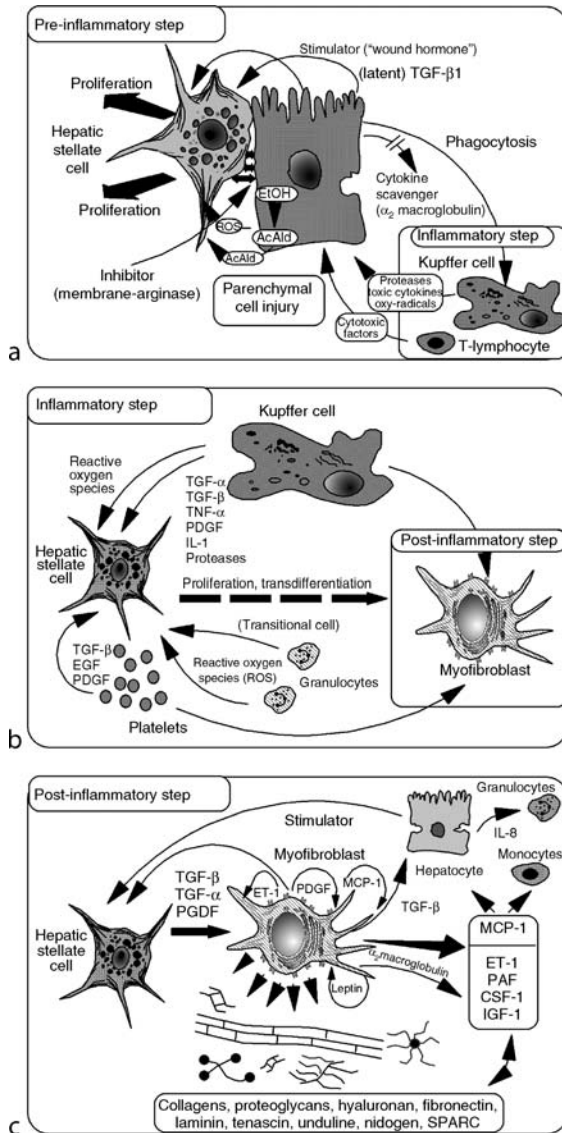 Pre-inflammatory step
Stimulator ("wound hormone")
(latent) TGF-β1
Proliferation
Hepatic
stellate
cell
Proliferation
Phagocytosis
Cytokine
scavenger
(α2 macroglobulin)
EtOH
ROS
AcAld
AcAld
Inhibitor
(membrane-arginase)
Parenchymal
cell injury
Inflammatory step
Kupffer cell
Proteases
toxic cytokines
oxy-radicals
Cytotoxic
factors
T-lymphocyte
a
Inflammatory step
Kupffer cell
Reactive
oxygen
species
TGF-α
TGF-β
TNF-α
PDGF
IL-1
Proteases
Hepatic
stellate
cell
Post-inflammatory step
Proliferation, transdifferentiation
(Transitional cell)
TGF-β
EGF
PDGF
Reactive oxygen
species (ROS)
Granulocytes
Platelets
Myofibroblast
b
Post-inflammatory step
Granulocytes
Stimulator
IL-8
Myofibroblast
Hepatocyte
Monocytes
TGF-β
TGF-α
PGDF
ET-1
PDGF
MCP-1
TGF-β
Hepatic
stellate
cell
α2macroglobulin
Leptin
MCP-1
ET-1
PAF
CSF-1
IGF-1
Collagens, proteoglycans, hyaluronan, fibronectin,
laminin, tenascin, unduline, nidogen, SPARC
c